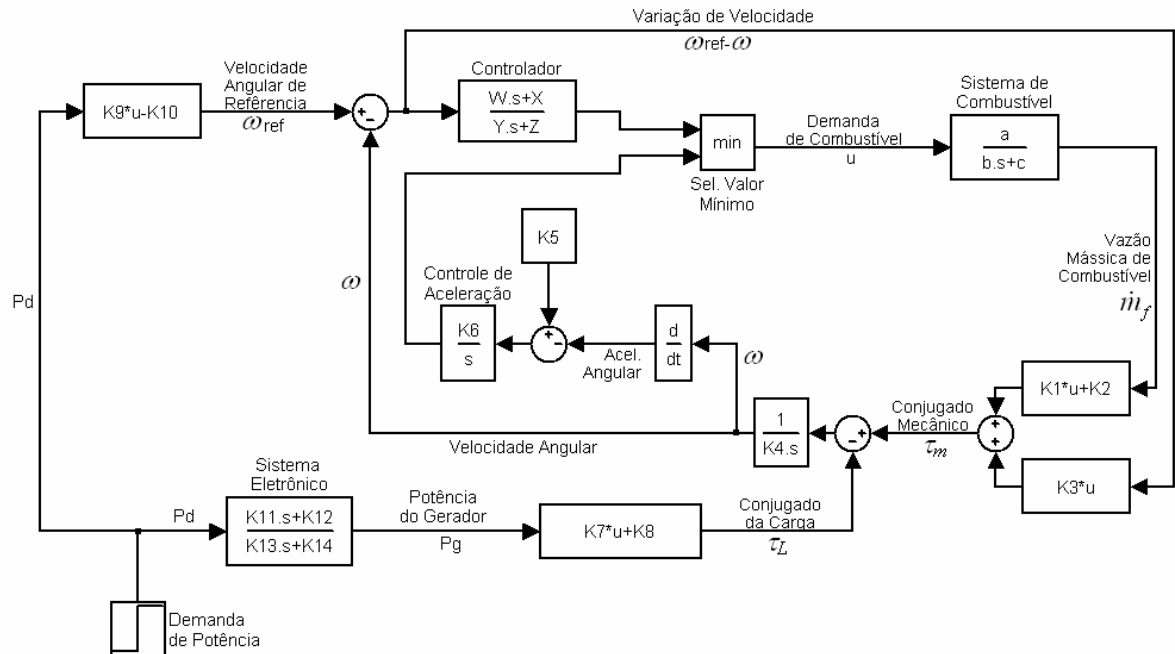 Variação de Velocidade
ωref-ω
Velocidade
Angular de
Refêrencia
ωref
K9*u-K10
Controlador
W.s+X
Y.s+Z
min
Sel. Valor
Mínimo
Demanda
de Combustível
u
Sistema de
Combustível
a
b.s+c
K5
Controle de
Aceleração
K6
s
Acel.
Angular
d
dt
ω
ω
Vazão
Mássica de
Combustível
ṁf
Pd
K1*u+K2
Conjugado
Mecânico
τm
K3*u
1
K4.s
Velocidade Angular
Sistema
Eletrônico
Pd
K11.s+K12
K13.s+K14
Potência
do Gerador
Pg
K7*u+K8
Conjugado
da Carga
τL
Demanda
de Potência